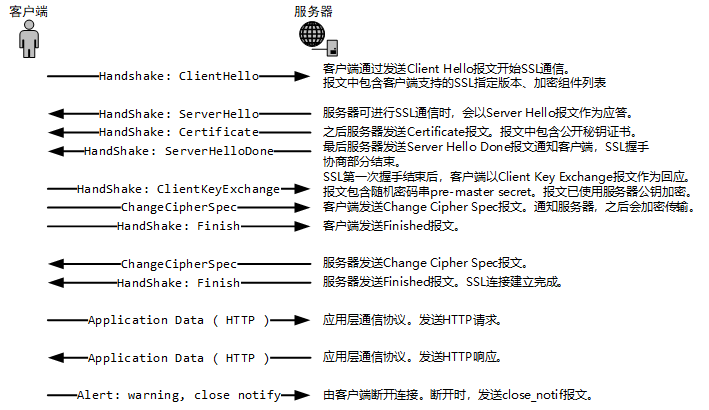 客户端 服务器
Handshake: ClientHello
客户端通过发送Client Hello报文开始SSL通信。
报文中包含客户端支持的SSL指定版本、加密组件列表
HandShake: ServerHello
服务器可进行SSL通信时，会以Server Hello报文作为应答。
HandShake: Certificate
之后服务器发送Certificate报文。报文中包含公开秘钥证书。
HandShake: ServerHelloDone
最后服务器发送Server Hello Done报文通知客户端，SSL握手
协商部分结束。
SSL第一次握手结束后，客户端以Client Key Exchange报文作为回应。
HandShake: ClientKeyExchange
报文包含随机密码串pre-master secret。报文已使用服务器公钥加密。
ChangeCipherSpec
客户端发送Change Cipher Spec报文。通知服务器，之后会加密传输。
HandShake: Finish
客户端发送Finished报文。
ChangeCipherSpec
服务器发送Change Cipher Spec报文。
HandShake: Finish
服务器发送Finished报文。SSL连接建立完成。
Application Data ( HTTP )
应用层通信协议。发送HTTP请求。
Application Data ( HTTP )
应用层通信协议。发送HTTP响应。
Alert: warning, close notify
由客户端断开连接。断开时，发送close_notif报文。